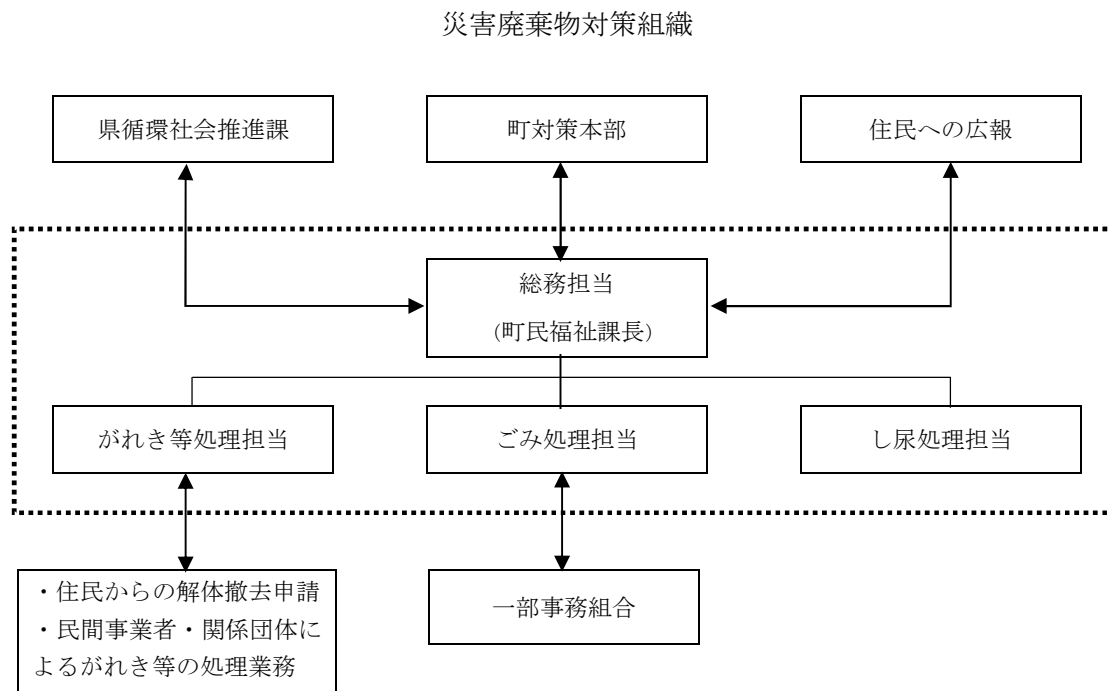 災害廃棄物対策組織
県循環社会推進課
町対策本部
住民への広報
総務担当
(町民福祉課長)
がれき等処理担当
ごみ処理担当
し尿処理担当
・住民からの解体撤去申請
・民間事業者・関係団体に
よるがれき等の処理業務
一部事務組合